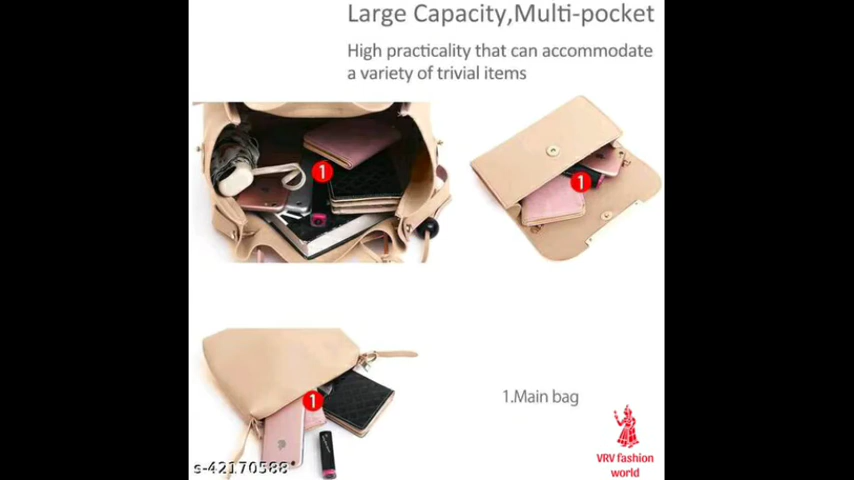 Large Capacity,Multi-pocket
High practicality that can accommodate
a variety of trivial items
1
1
1
1.Main bag
VRV fashion
world
s-42170588